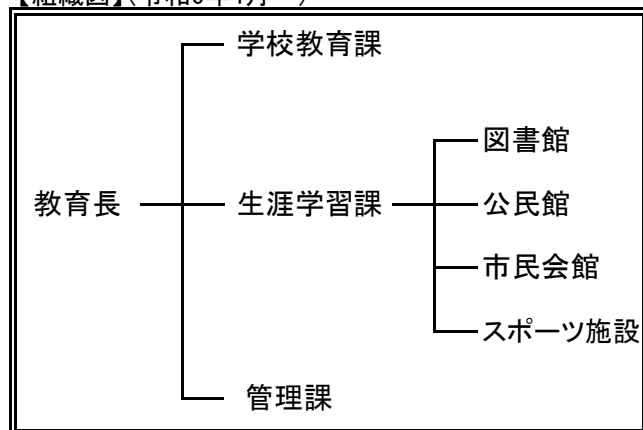 学校教育課
図書館
教育長
生涯学習課
公民館
市民会館
スポーツ施設
管理課